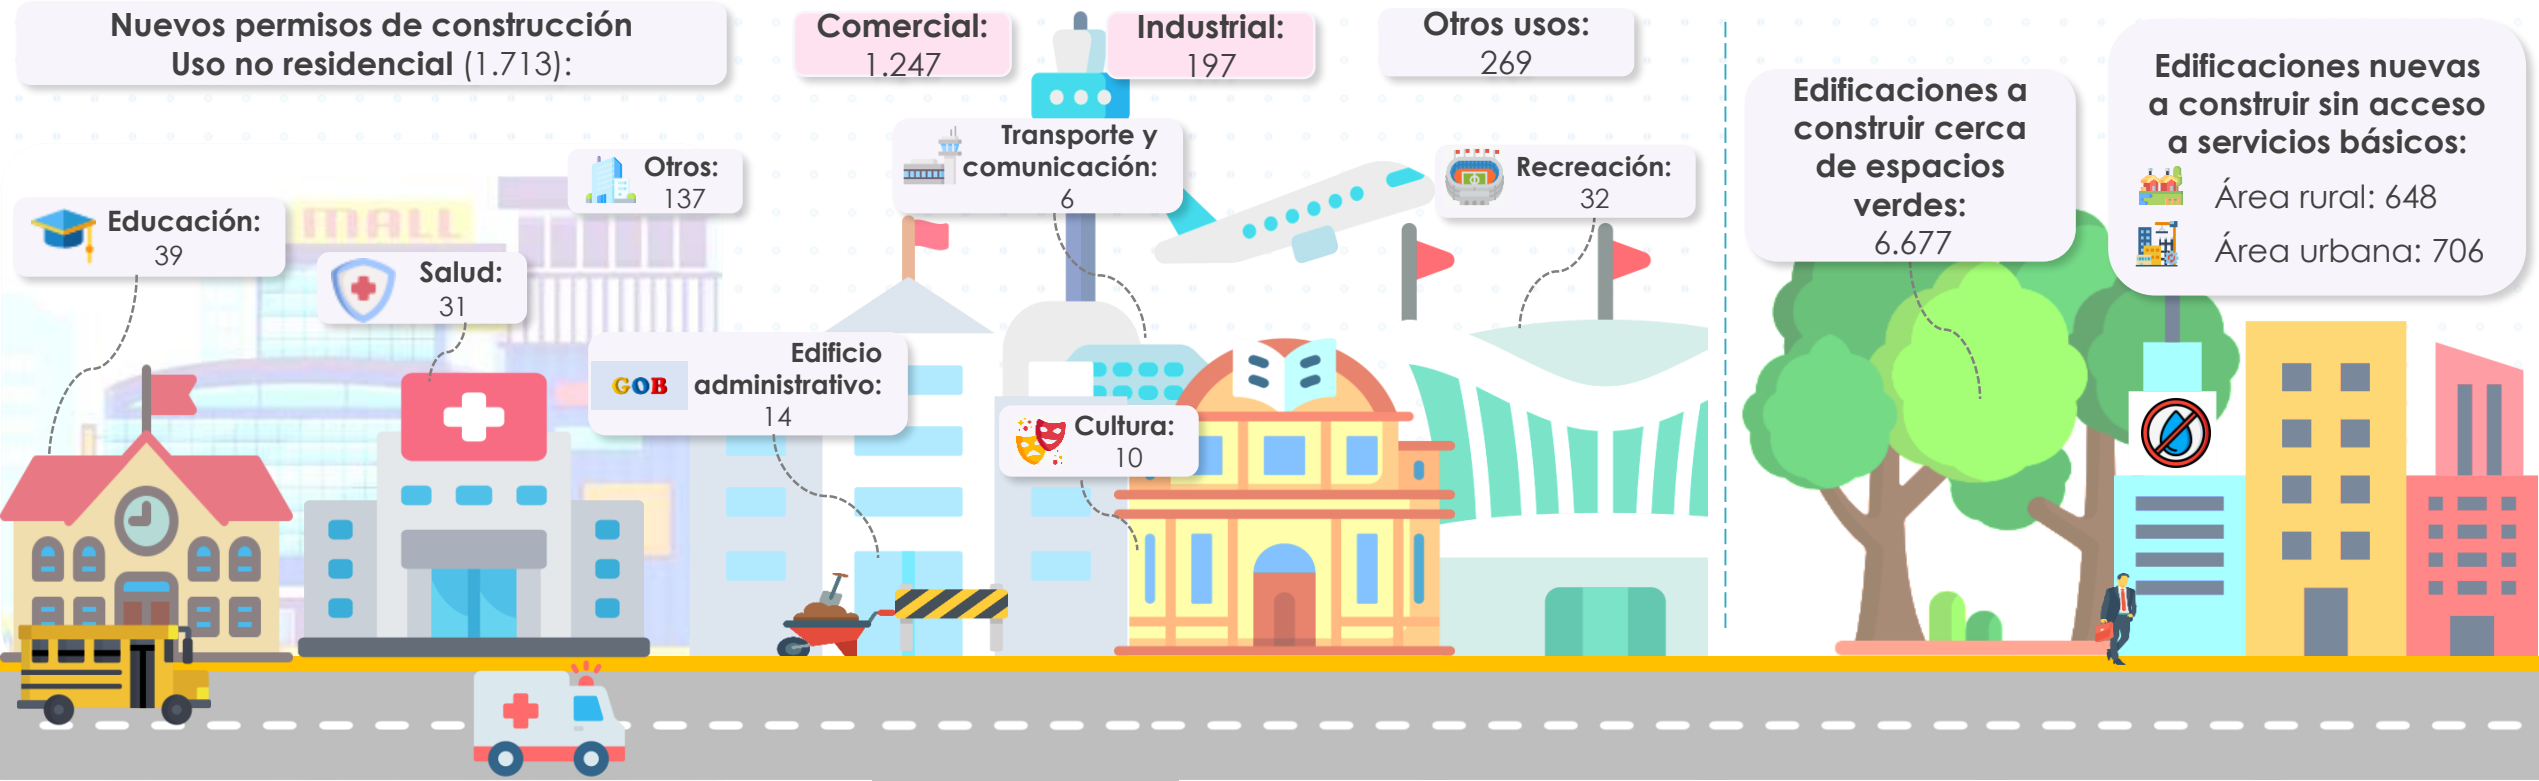 Nuevos permisos de construcción
Uso no residencial (1.713):
Comercial:
1.247
Industrial:
197
Otros usos:
269
Educación:
39
Salud:
31
Otros:
137
MALL
Edificio
GOB administrativo:
14
Transporte y
comunicación:
6
Cultura:
10
Recreación:
32
Edificaciones a
construir cerca
de espacios
verdes:
6.677
Edificaciones nuevas
a construir sin acceso
a servicios básicos:
Área rural: 648
Área urbana: 706